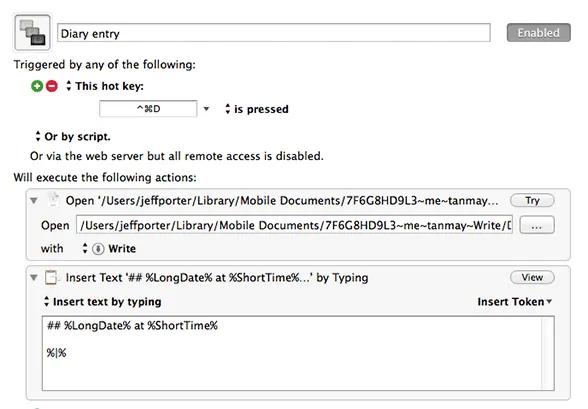 Diary entry
Enabled
Triggered by any of the following:
This hot key:
^⌘D
is pressed
Or by script.
Or via the web server but all remote access is disabled.
Will execute the following actions:
Open '/Users/jeffporter/Library/Mobile Documents/7F6G8HD9L3~me~tanmay...
Try
Open /Users/jeffporter/Library/Mobile Documents/7F6G8HD9L3~me~tanmay~Write/D
...
with Write
Insert Text '## %LongDate% at %ShortTime%...' by Typing
View
Insert text by typing
Insert Token
## %LongDate% at %ShortTime%
%|%